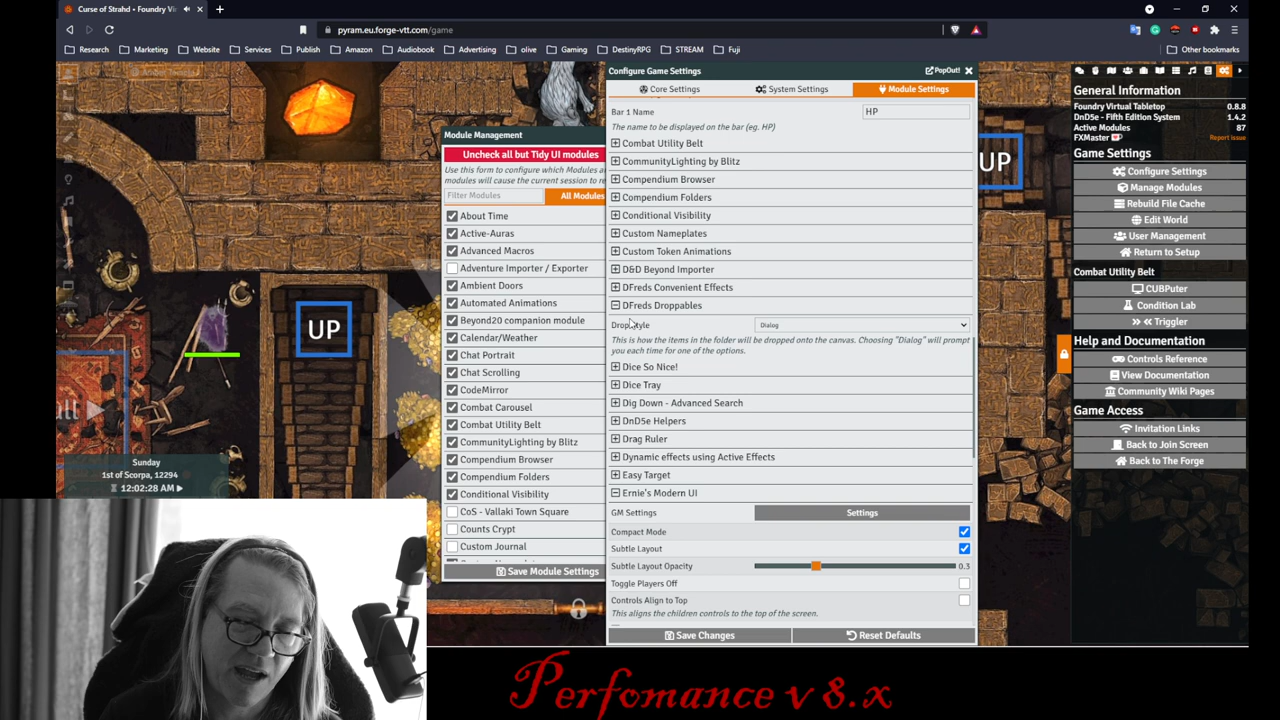 Curse of Strahd • Foundry Vir
pyram.eu.forge-vtt.com/game
Research Marketing Website Services Publish Amazon Audiobook Advertising olive Gaming DestinyRPG STREAM Fuji Other bookmarks
UP
UP
Sunday
1st of Scorpa, 12294
12:02:28 AM
Module Management
Uncheck all but Tidy UI modules
Use this form to configure which Modules a
modules will cause the current session to re
Filter Modules All Modules
About Time
Active-Auras
Advanced Macros
Adventure Importer / Exporter
Ambient Doors
Automated Animations
Beyond20 companion module
Calendar/Weather
Chat Portrait
Chat Scrolling
CodeMirror
Combat Carousel
Combat Utility Belt
CommunityLighting by Blitz
Compendium Browser
Compendium Folders
Conditional Visibility
CoS - Vallaki Town Square
Counts Crypt
Custom Journal
Save Module Settings
Configure Game Settings PopOut!
Core Settings System Settings Module Settings
Bar 1 Name HP
The name to be displayed on the bar (eg. HP)
Combat Utility Belt
CommunityLighting by Blitz
Compendium Browser
Compendium Folders
Conditional Visibility
Custom Nameplates
Custom Token Animations
D&D Beyond Importer
DFreds Convenient Effects
DFreds Droppables
Drop Style Dialog
This is how the items in the folder will be dropped onto the canvas. Choosing "Dialog" will prompt
you each time for one of the options.
Dice So Nice!
Dice Tray
Dig Down - Advanced Search
DnD5e Helpers
Drag Ruler
Dynamic effects using Active Effects
Easy Target
Ernie's Modern UI
GM Settings Settings
Compact Mode
Subtle Layout
Subtle Layout Opacity 0.3
Toggle Players Off
Controls Align to Top
This aligns the children controls to the top of the screen.
Save Changes Reset Defaults
General Information
Foundry Virtual Tabletop 0.8.8
DnD5e - Fifth Edition System 1.4.2
Active Modules 87
FXMaster Report issue
Game Settings
Configure Settings
Manage Modules
Rebuild File Cache
Edit World
User Management
Return to Setup
Combat Utility Belt
CUBPuter
Condition Lab
Triggler
Help and Documentation
Controls Reference
View Documentation
Community Wiki Pages
Game Access
Invitation Links
Back to Join Screen
Back to The Forge
Perfomance v 8.x